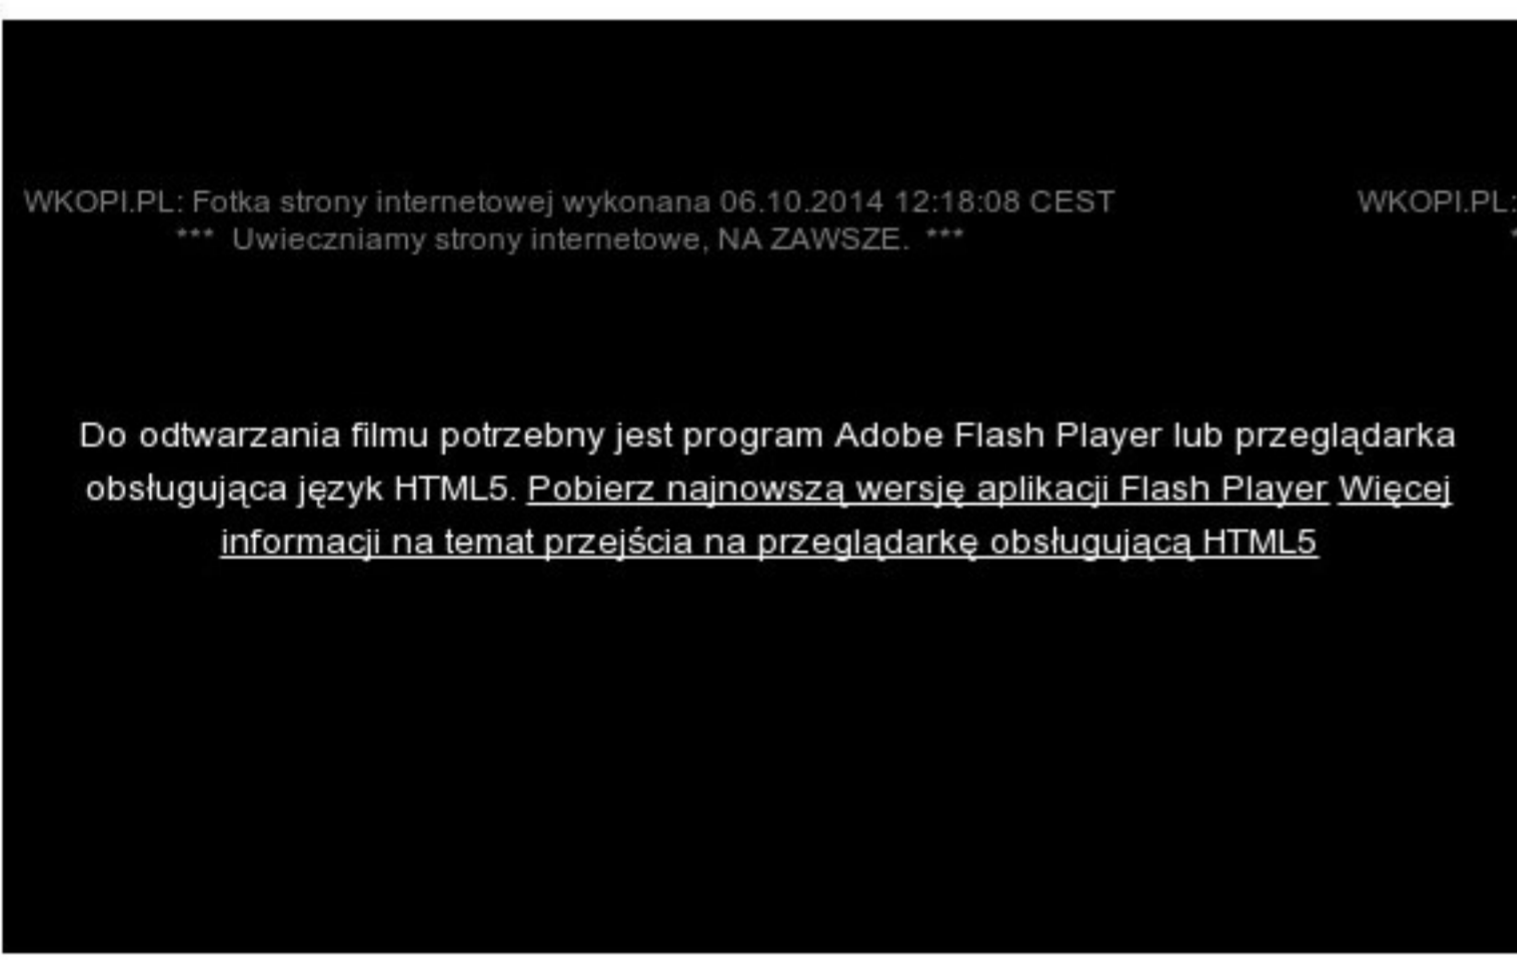 WKOPI.PL: Fotka strony internetowej wykonana 06.10.2014 12:18:08 CEST WKOPI.PL:
*** Uwieczniamy strony internetowe, NA ZAWSZE. *** *
Do odtwarzania filmu potrzebny jest program Adobe Flash Player lub przeglądarka
obsługująca język HTML5. Pobierz najnowszą wersję aplikacji Flash Player Więcej
informacji na temat przejścia na przeglądarkę obsługującą HTML5